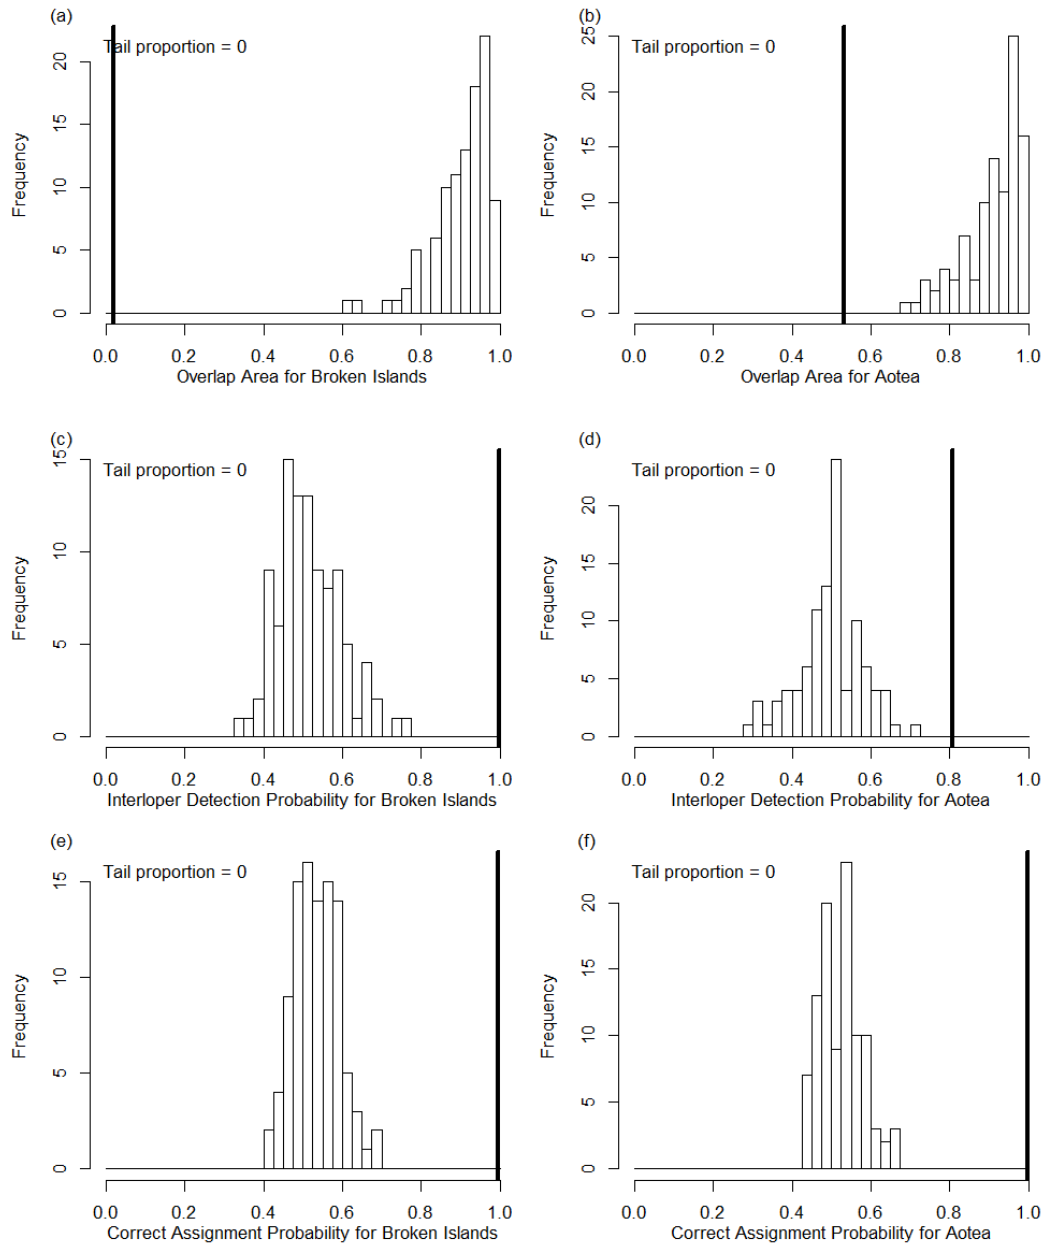 (a)
Tail proportion = 0
Frequency
0 5 10 15 20
0.0 0.2 0.4 0.6 0.8 1.0
Overlap Area for Broken Islands
(b)
Tail proportion = 0
Frequency
0 5 10 15 20 25
0.0 0.2 0.4 0.6 0.8 1.0
Overlap Area for Aotea
(c)
Tail proportion = 0
Frequency
0 5 10 15
0.0 0.2 0.4 0.6 0.8 1.0
Interloper Detection Probability for Broken Islands
(d)
Tail proportion = 0
Frequency
0 5 10 15 20
0.0 0.2 0.4 0.6 0.8 1.0
Interloper Detection Probability for Aotea
(e)
Tail proportion = 0
Frequency
0 5 10 15
0.0 0.2 0.4 0.6 0.8 1.0
Correct Assignment Probability for Broken Islands
(f)
Tail proportion = 0
Frequency
0 5 10 15 20
0.0 0.2 0.4 0.6 0.8 1.0
Correct Assignment Probability for Aotea